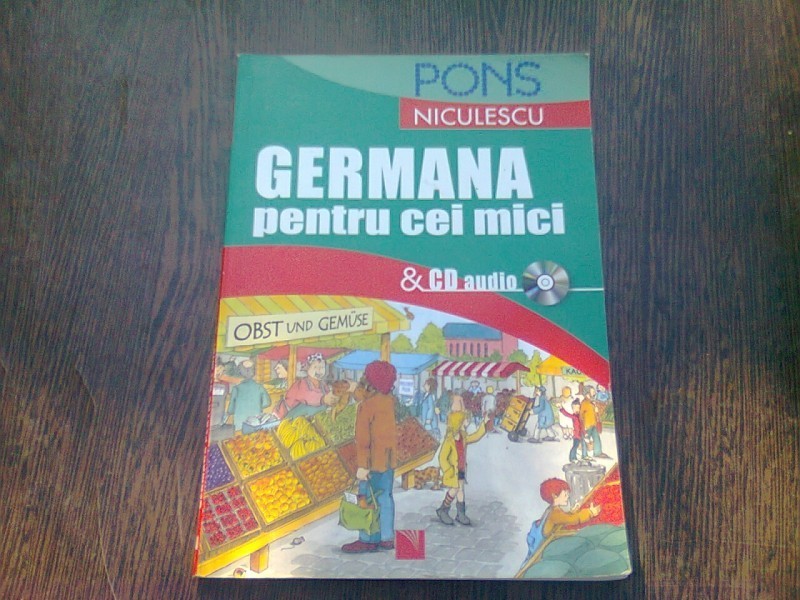 PONS
NICULESCU
GERMANA
pentru cei mici
& CD audio
OBST UND GEMÜSE